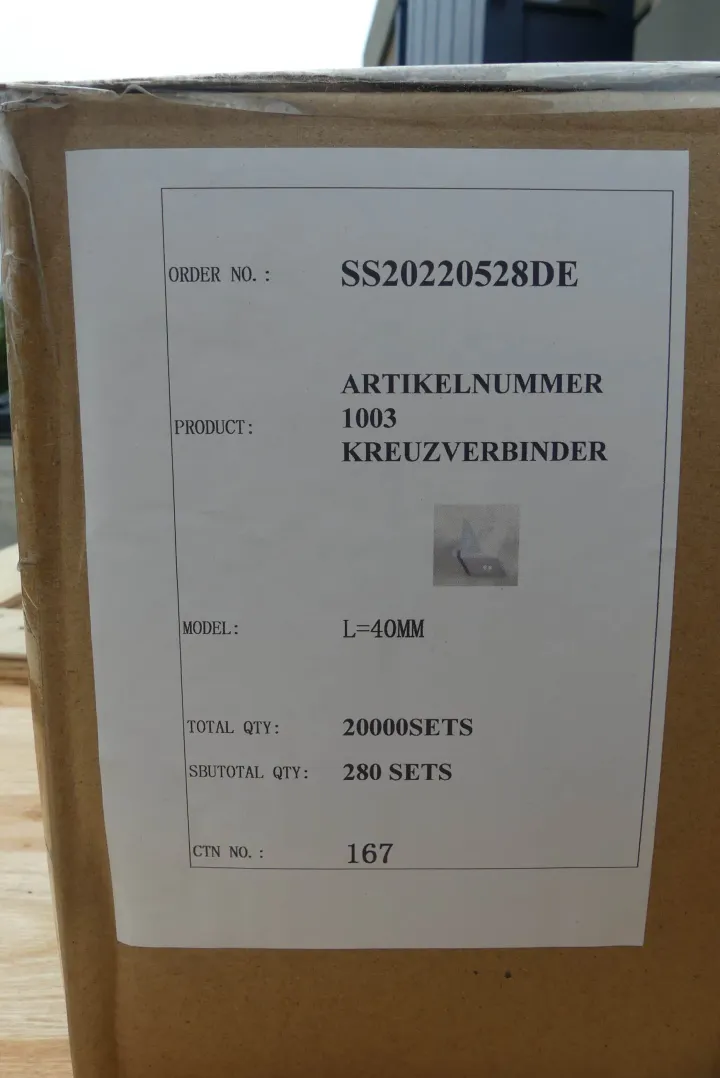 ORDER NO.: SS20220528DE
ARTIKELNUMMER
1003
PRODUCT:
KREUZVERBINDER
MODEL: L=40MM
TOTAL QTY: 20000SETS
SBUTOTAL QTY: 280 SETS
CTN NO.: 167